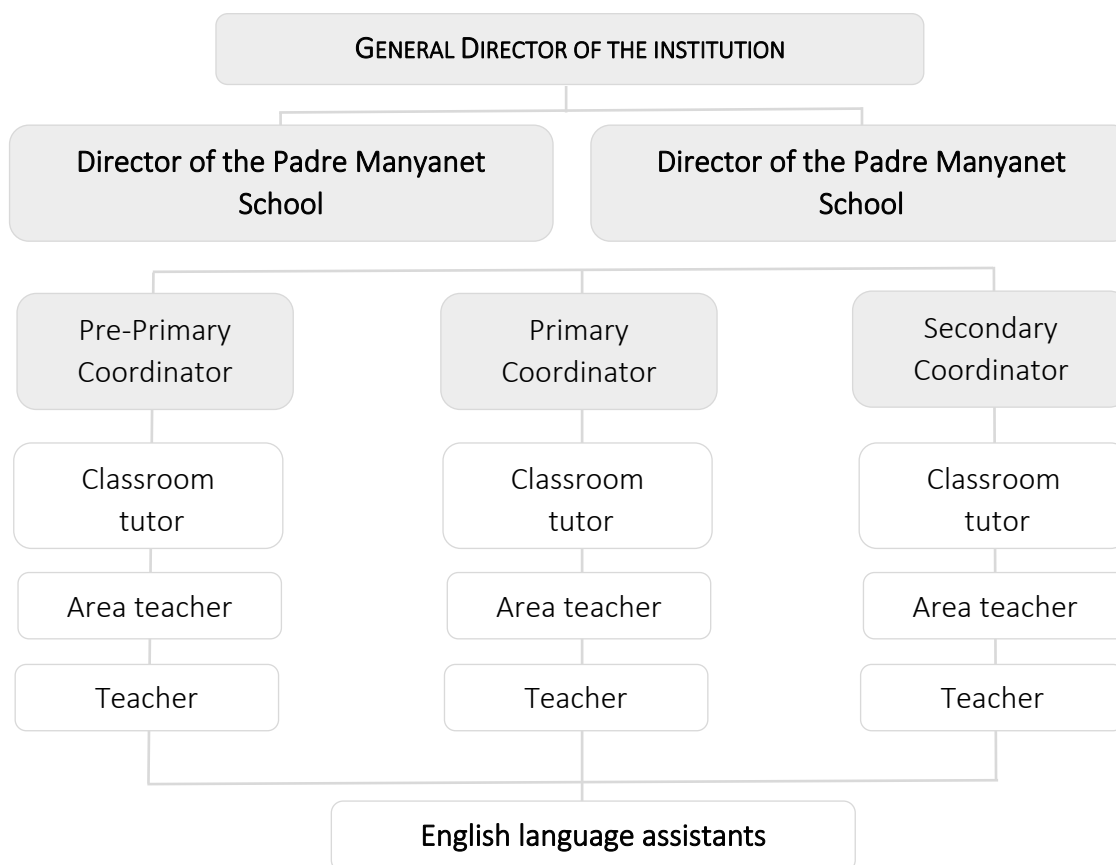 GENERAL DIRECTOR OF THE INSTITUTION
Director of the Padre Manyanet
School
Director of the Padre Manyanet
School
Pre-Primary
Coordinator
Primary
Coordinator
Secondary
Coordinator
Classroom
tutor
Classroom
tutor
Classroom
tutor
Area teacher
Area teacher
Area teacher
Teacher
Teacher
Teacher
English language assistants